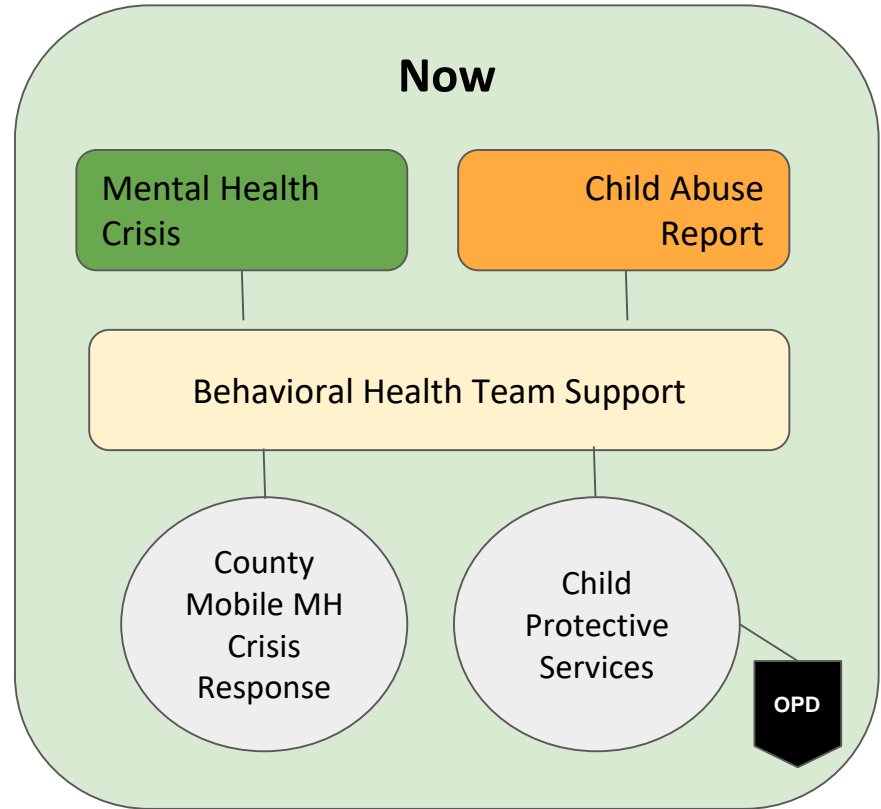 Now
Mental Health
Crisis
Child Abuse
Report
Behavioral Health Team Support
County
Mobile MH
Crisis
Response
Child
Protective
Services
OPD